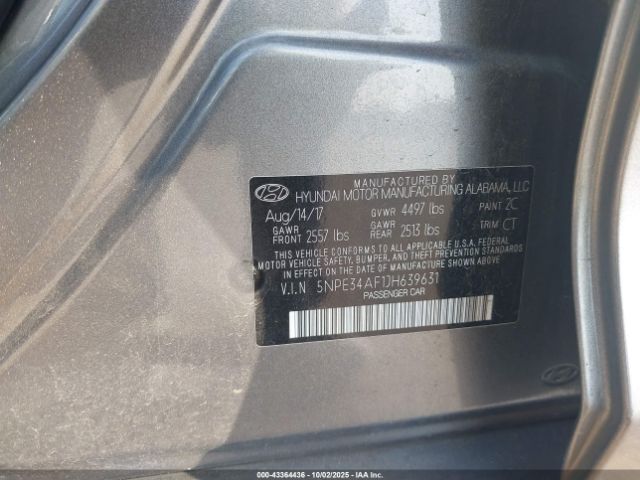 MANUFACTURED BY
HYUNDAI MOTOR MANUFACTURING ALABAMA, LLC
Aug/14/17 GVWR 4497 lbs PAINT 2C
GAWR FRONT 2557 lbs GAWR REAR 2513 lbs TRIM CT
THIS VEHICLE CONFORMS TO ALL APPLICABLE U.S.A. FEDERAL
MOTOR VEHICLE SAFETY, BUMPER, AND THEFT PREVENTION STANDARDS
IN EFFECT ON THE DATE OF MANUFACTURE SHOWN ABOVE.
V.I.N 5NPE34AF1JH639631
PASSENGER CAR
00-43364436 - 10/02/2025 - IAA Inc.